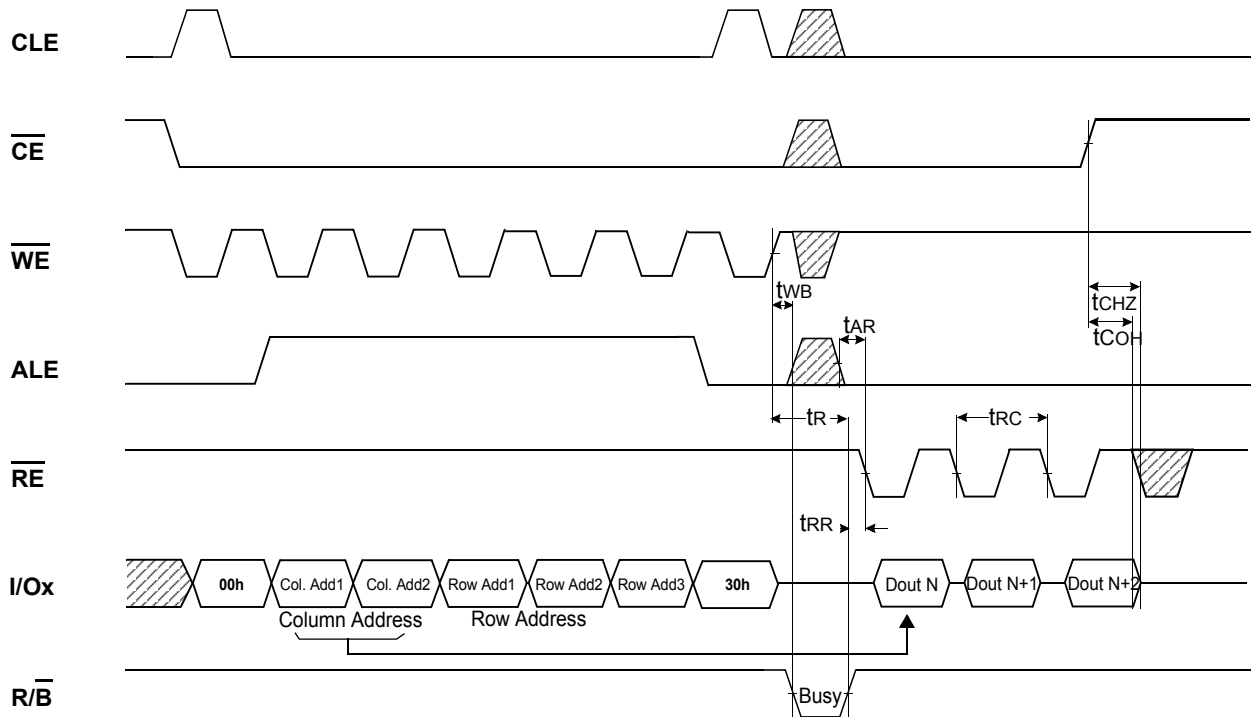 CLE
CE
WE
tWB
tCHZ
tAR
tCOH
ALE
tR
tRC
RE
tRR
I/Ox
00h
Col. Add1
Col. Add2
Row Add1
Row Add2
Row Add3
30h
Dout N
Dout N+1
Dout N+2
Column Address
Row Address
R/B
Busy